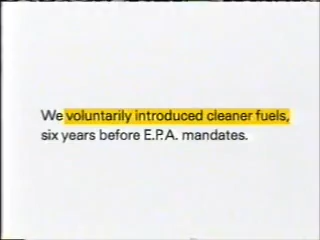 We voluntarily introduced cleaner fuels,
six years before E.P.A. mandates.